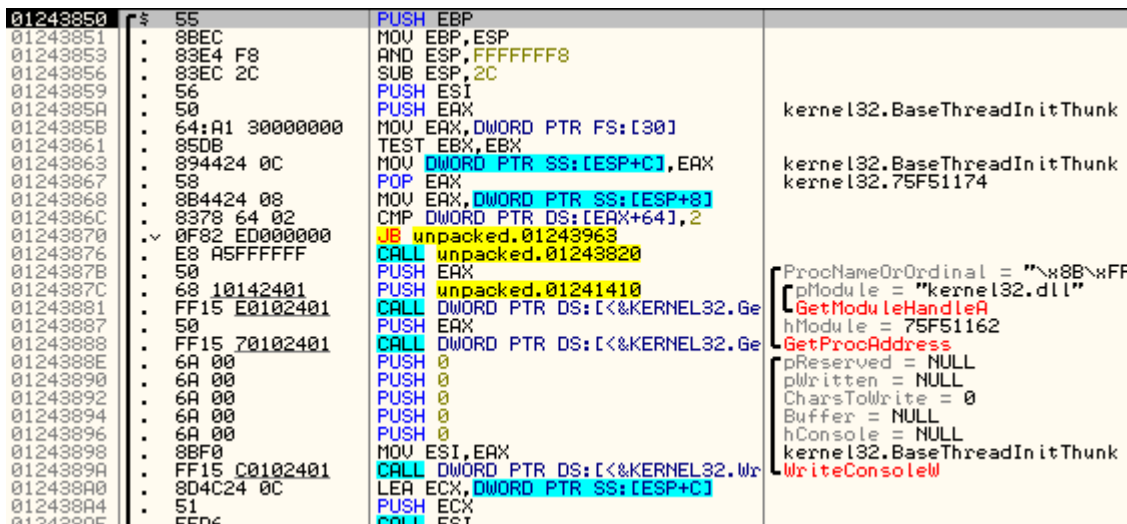 01243850 $ 55 PUSH EBP
01243851 . 8BEC MOV EBP,ESP
01243853 . 83E4 F8 AND ESP,FFFFFFF8
01243856 . 83EC 2C SUB ESP,2C
01243859 . 56 PUSH ESI
0124385A . 50 PUSH EAX kernel32.BaseThreadInitThunk
0124385B . 64:A1 30000000 MOV EAX,DWORD PTR FS:[30]
01243861 . 85DB TEST EBX,EBX
01243863 . 894424 0C MOV DWORD PTR SS:[ESP+C],EAX kernel32.BaseThreadInitThunk
01243867 . 58 POP EAX kernel32.75F51174
01243868 . 8B4424 08 MOV EAX,DWORD PTR SS:[ESP+8]
0124386C . 8378 64 02 CMP DWORD PTR DS:[EAX+64],2
01243870 . 0F82 ED000000 JB unpacked.01243963
01243876 . E8 A5FFFFFF CALL unpacked.01243820
0124387B . 50 PUSH EAX ProcNameOrOrdinal = "\x8B\xFF
0124387C . 68 10142401 PUSH unpacked.01241410 pModule = "kernel32.dll"
01243881 . FF15 E0102401 CALL DWORD PTR DS:[<&KERNEL32.Ge GetModuleHandleA
01243887 . 50 PUSH EAX hModule = 75F51162
01243888 . FF15 70102401 CALL DWORD PTR DS:[<&KERNEL32.Ge GetProcAddress
0124388E . 6A 00 PUSH 0 pReserved = NULL
01243890 . 6A 00 PUSH 0 pWritten = NULL
01243892 . 6A 00 PUSH 0 CharsToWrite = 0
01243894 . 6A 00 PUSH 0 Buffer = NULL
01243896 . 6A 00 PUSH 0 hConsole = NULL
01243898 . 8BF0 MOV ESI,EAX kernel32.BaseThreadInitThunk
0124389A . FF15 C0102401 CALL DWORD PTR DS:[<&KERNEL32.Wr WriteConsoleW
012438A0 . 8D4C24 0C LEA ECX,DWORD PTR SS:[ESP+C]
012438A4 . 51 PUSH ECX